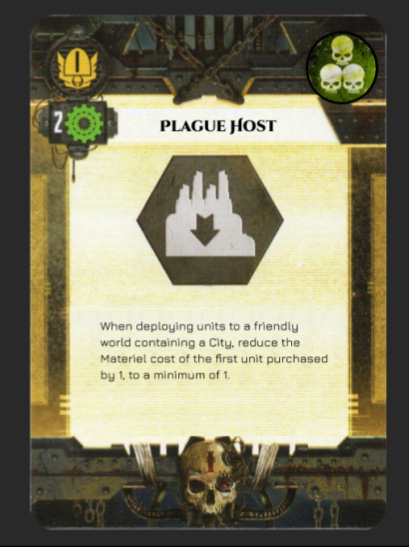 I
2
Plague Host
When deploying units to a friendly
world containing a City, reduce the
Materiel cost of the first unit purchased
by 1, to a minimum of 1.